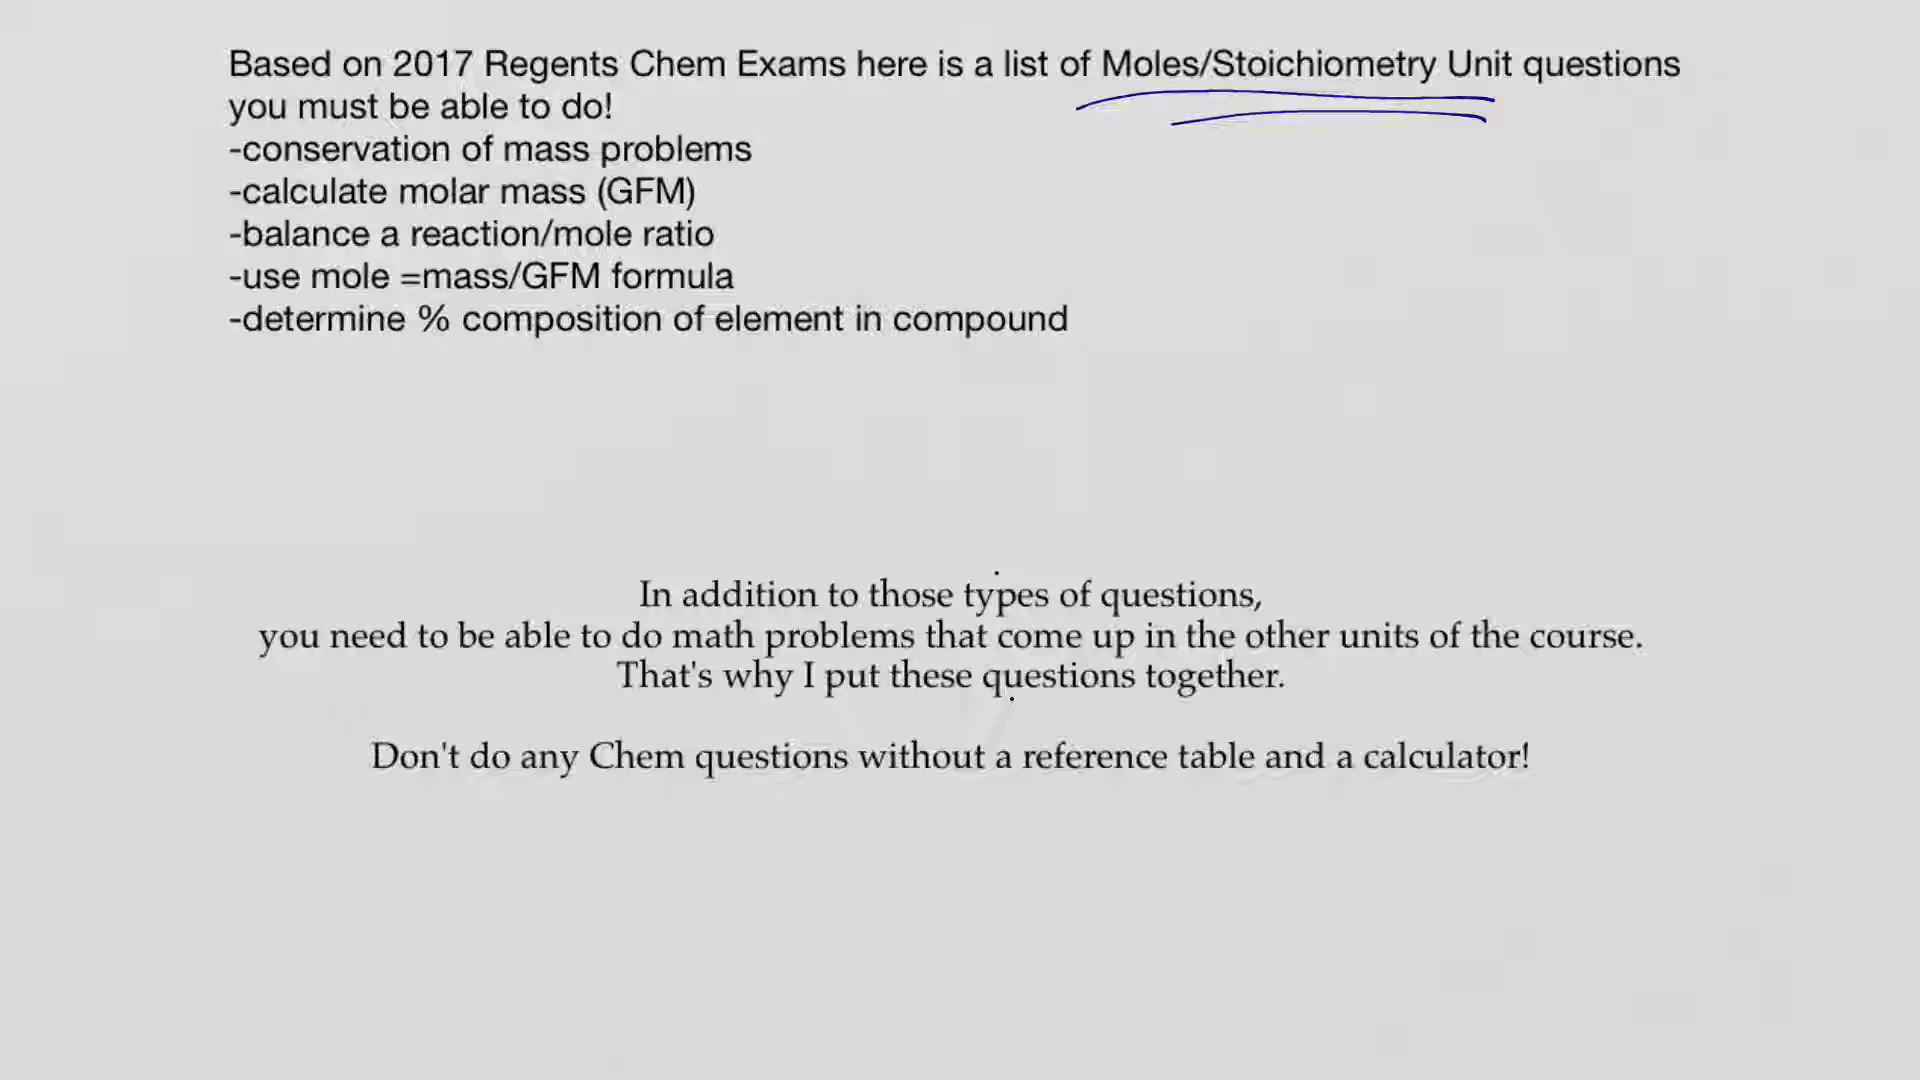 Based on 2017 Regents Chem Exams here is a list of Moles/Stoichiometry Unit questions
you must be able to do!
-conservation of mass problems
-calculate molar mass (GFM)
-balance a reaction/mole ratio
-use mole =mass/GFM formula
-determine % composition of element in compound
In addition to those types of questions,
you need to be able to do math problems that come up in the other units of the course.
That's why I put these questions together.
Don't do any Chem questions without a reference table and a calculator!